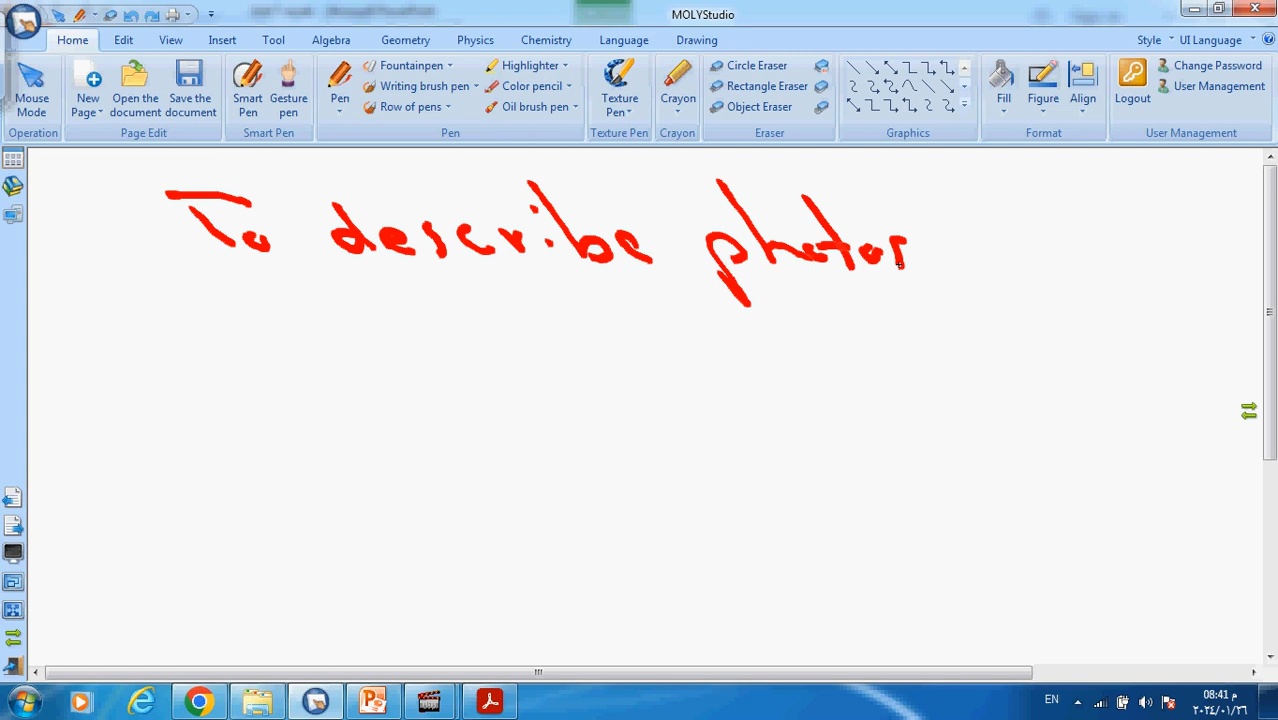 MOLYStudio
Home Edit View Insert Tool Algebra Geometry Physics Chemistry Language Drawing Style UI Language
Mouse Mode
Operation
New Page
Open the document
Save the document
Page Edit
Smart Pen
Gesture pen
Smart Pen
Pen
Fountainpen
Writing brush pen
Row of pens
Highlighter
Color pencil
Oil brush pen
Pen
Texture Pen
Texture Pen
Crayon
Crayon
Circle Eraser
Rectangle Eraser
Object Eraser
Eraser
Graphics
Fill
Figure
Align
Format
Logout
Change Password
User Management
User Management
To describe photos
EN
08:41 م
٢٠٢٤/٠١/٢٦